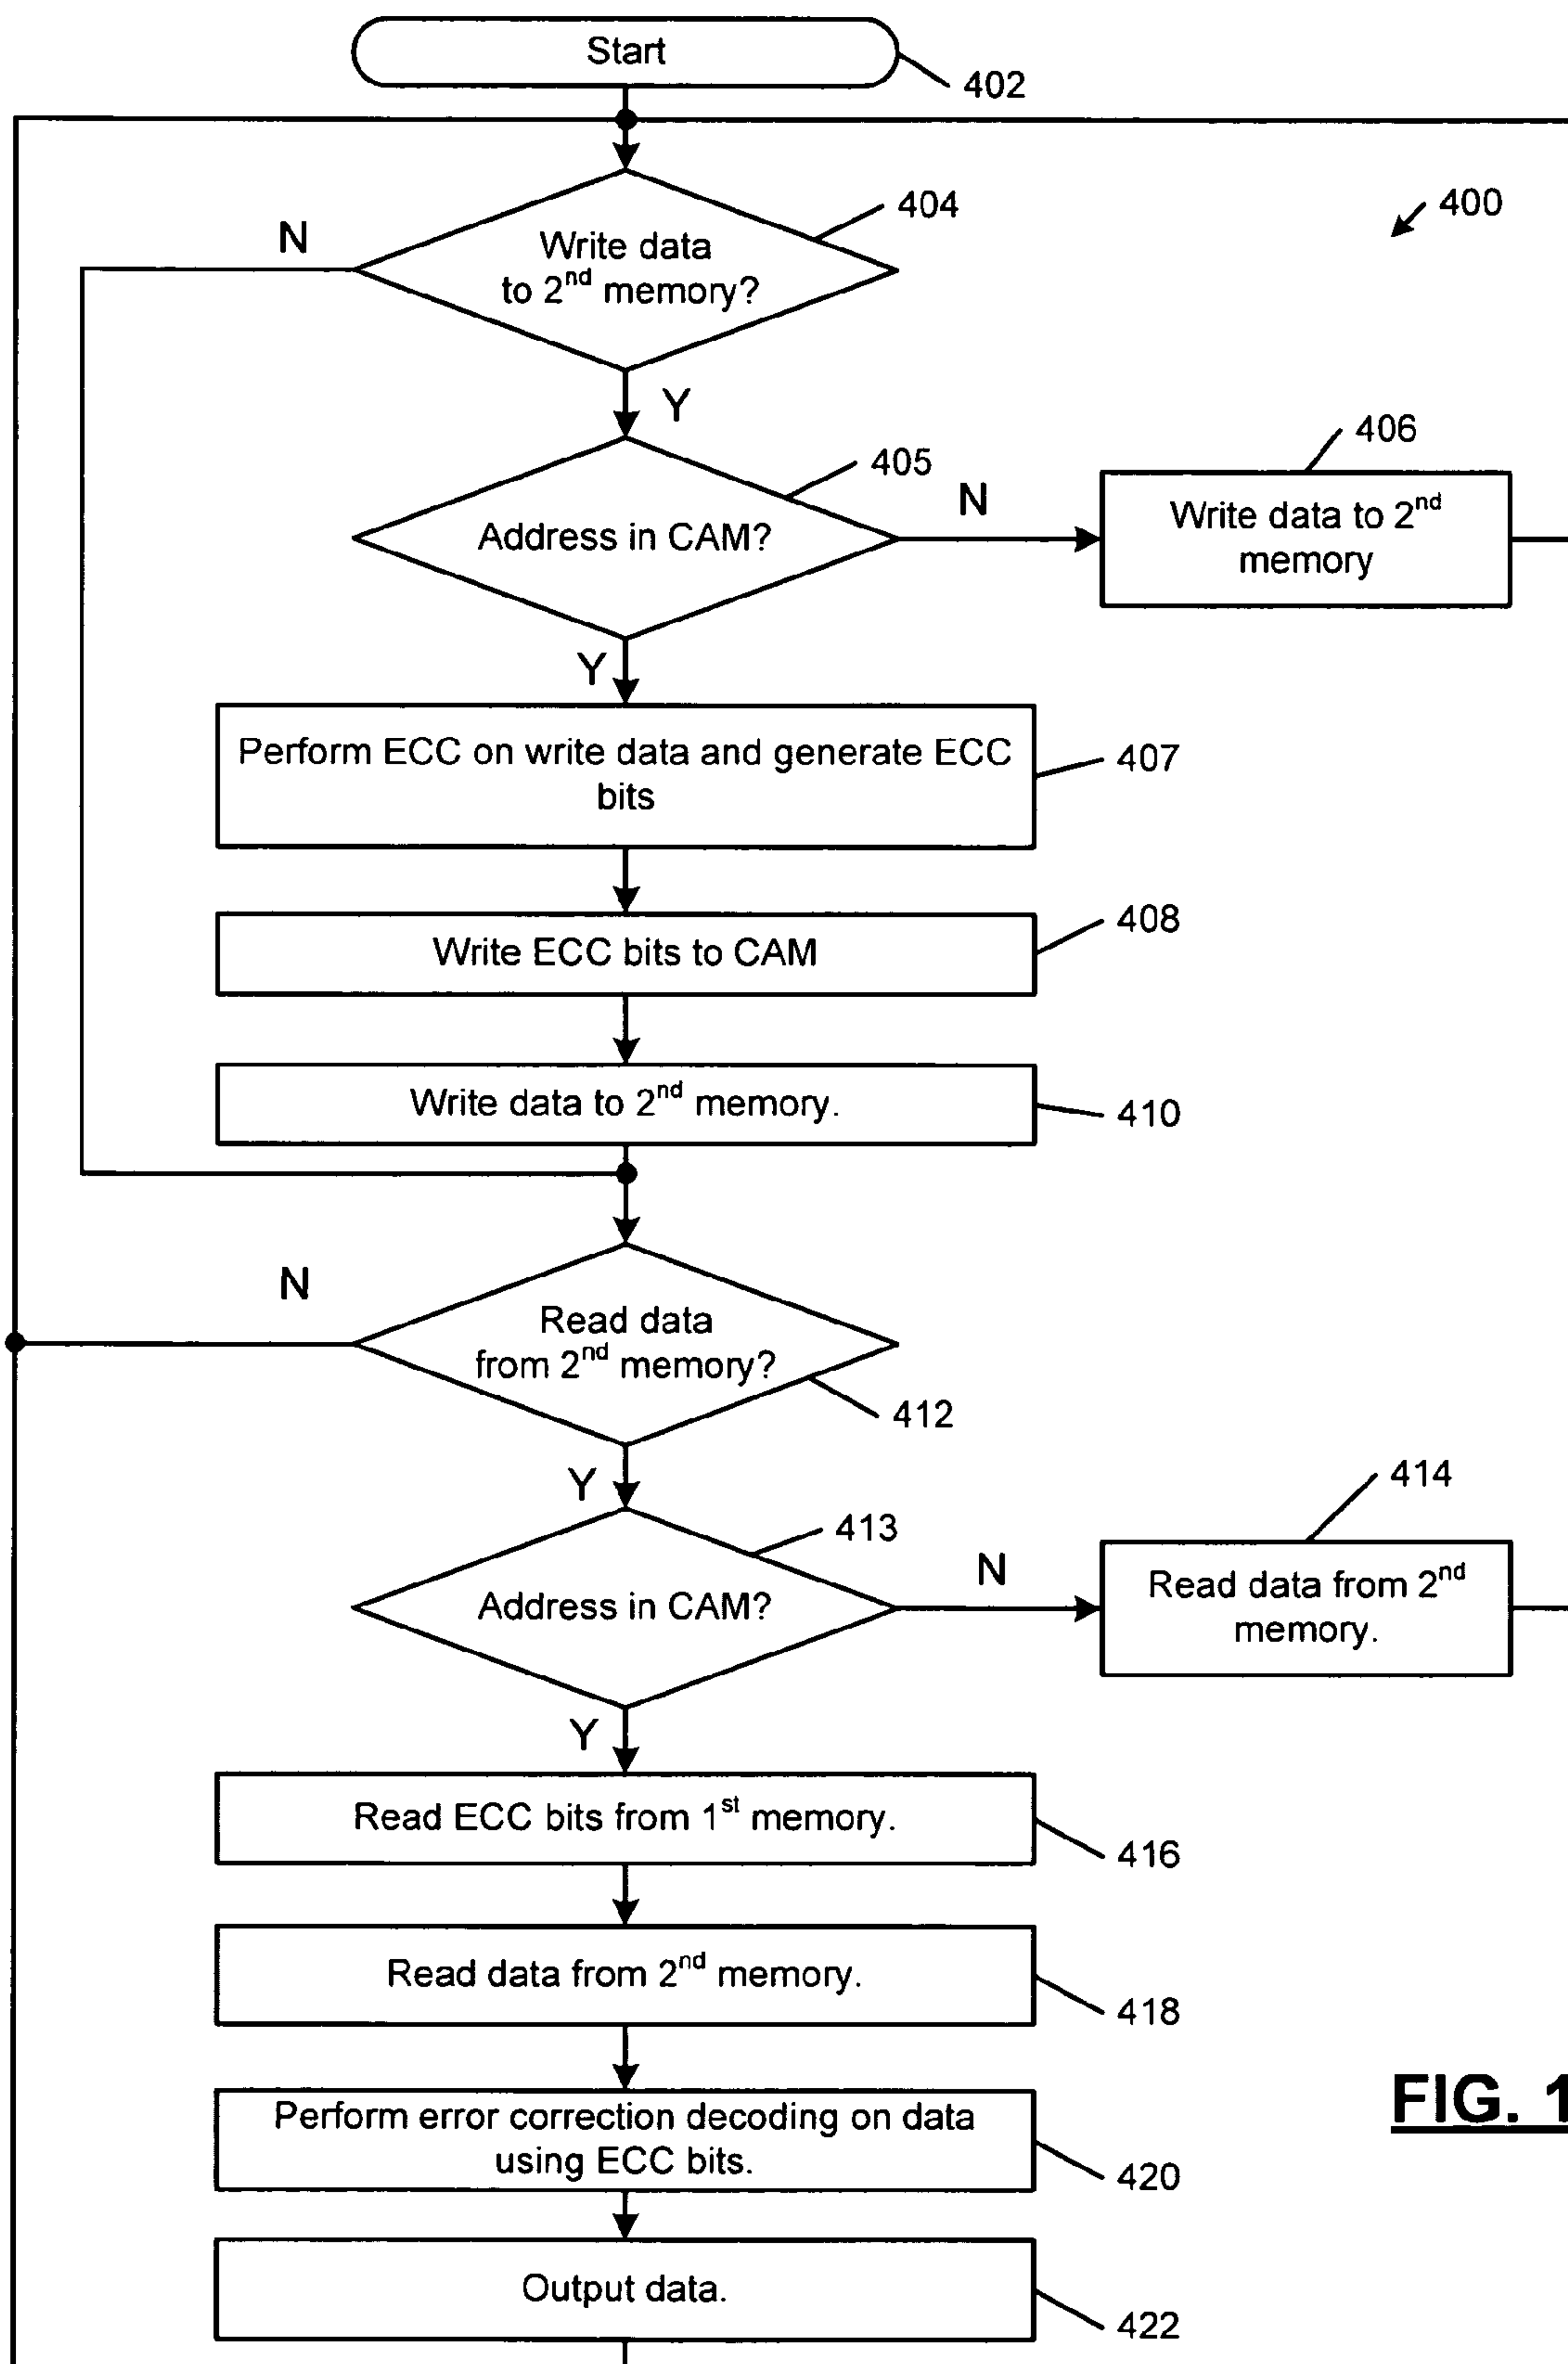 Start
402
400
404
N
Write data
to 2nd memory?
Y
405
406
N
Address in CAM?
Write data to 2nd
memory
Y
Perform ECC on write data and generate ECC
bits
407
408
Write ECC bits to CAM
Write data to 2nd memory.
410
N
Read data
from 2nd memory?
412
Y
414
413
N
Address in CAM?
Read data from 2nd
memory.
Y
Read ECC bits from 1st memory.
416
Read data from 2nd memory.
418
Perform error correction decoding on data
using ECC bits.
420
FIG. 1
Output data.
422